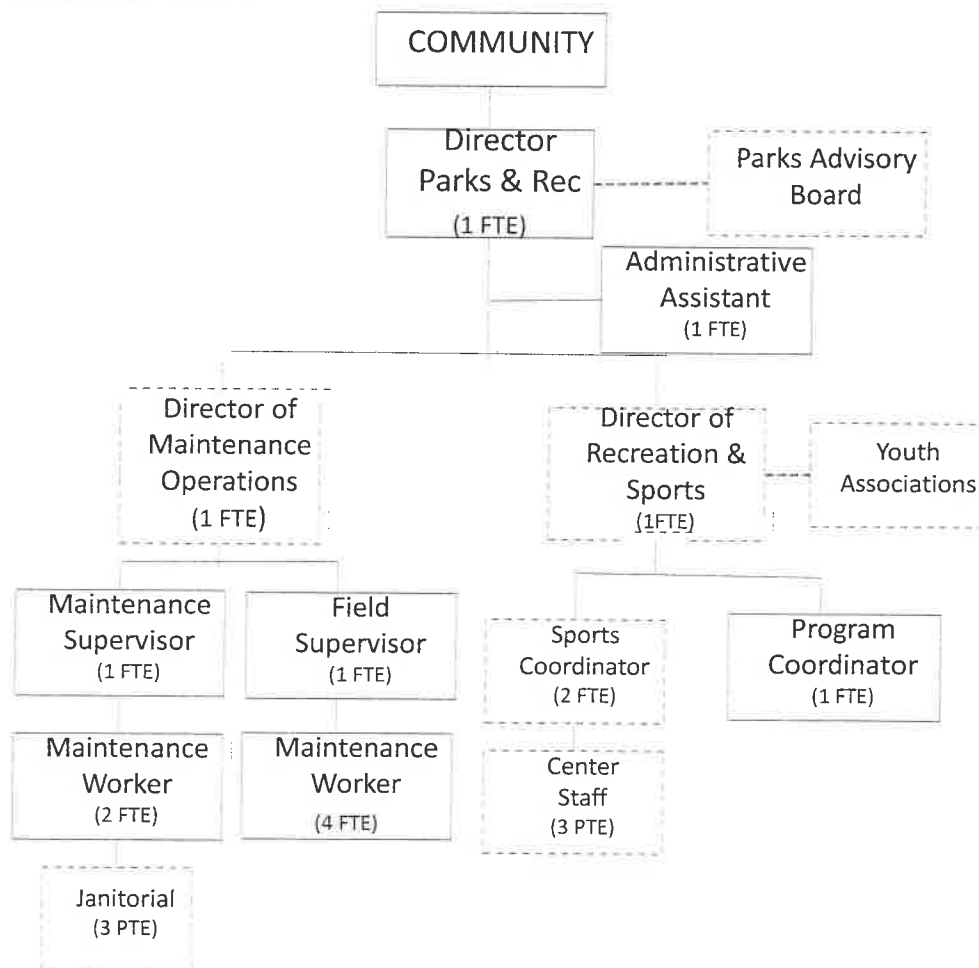 COMMUNITY
Director
Parks & Rec
(1 FTE)
Parks Advisory
Board
Administrative
Assistant
(1 FTE)
Director of
Maintenance
Operations
(1 FTE)
Director of
Recreation &
Sports
(1FTE)
Youth
Associations
Maintenance
Supervisor
(1 FTE)
Field
Supervisor
(1 FTE)
Sports
Coordinator
(2 FTE)
Program
Coordinator
(1 FTE)
Maintenance
Worker
(2 FTE)
Maintenance
Worker
(4 FTE)
Center
Staff
(3 PTE)
Janitorial
(3 PTE)